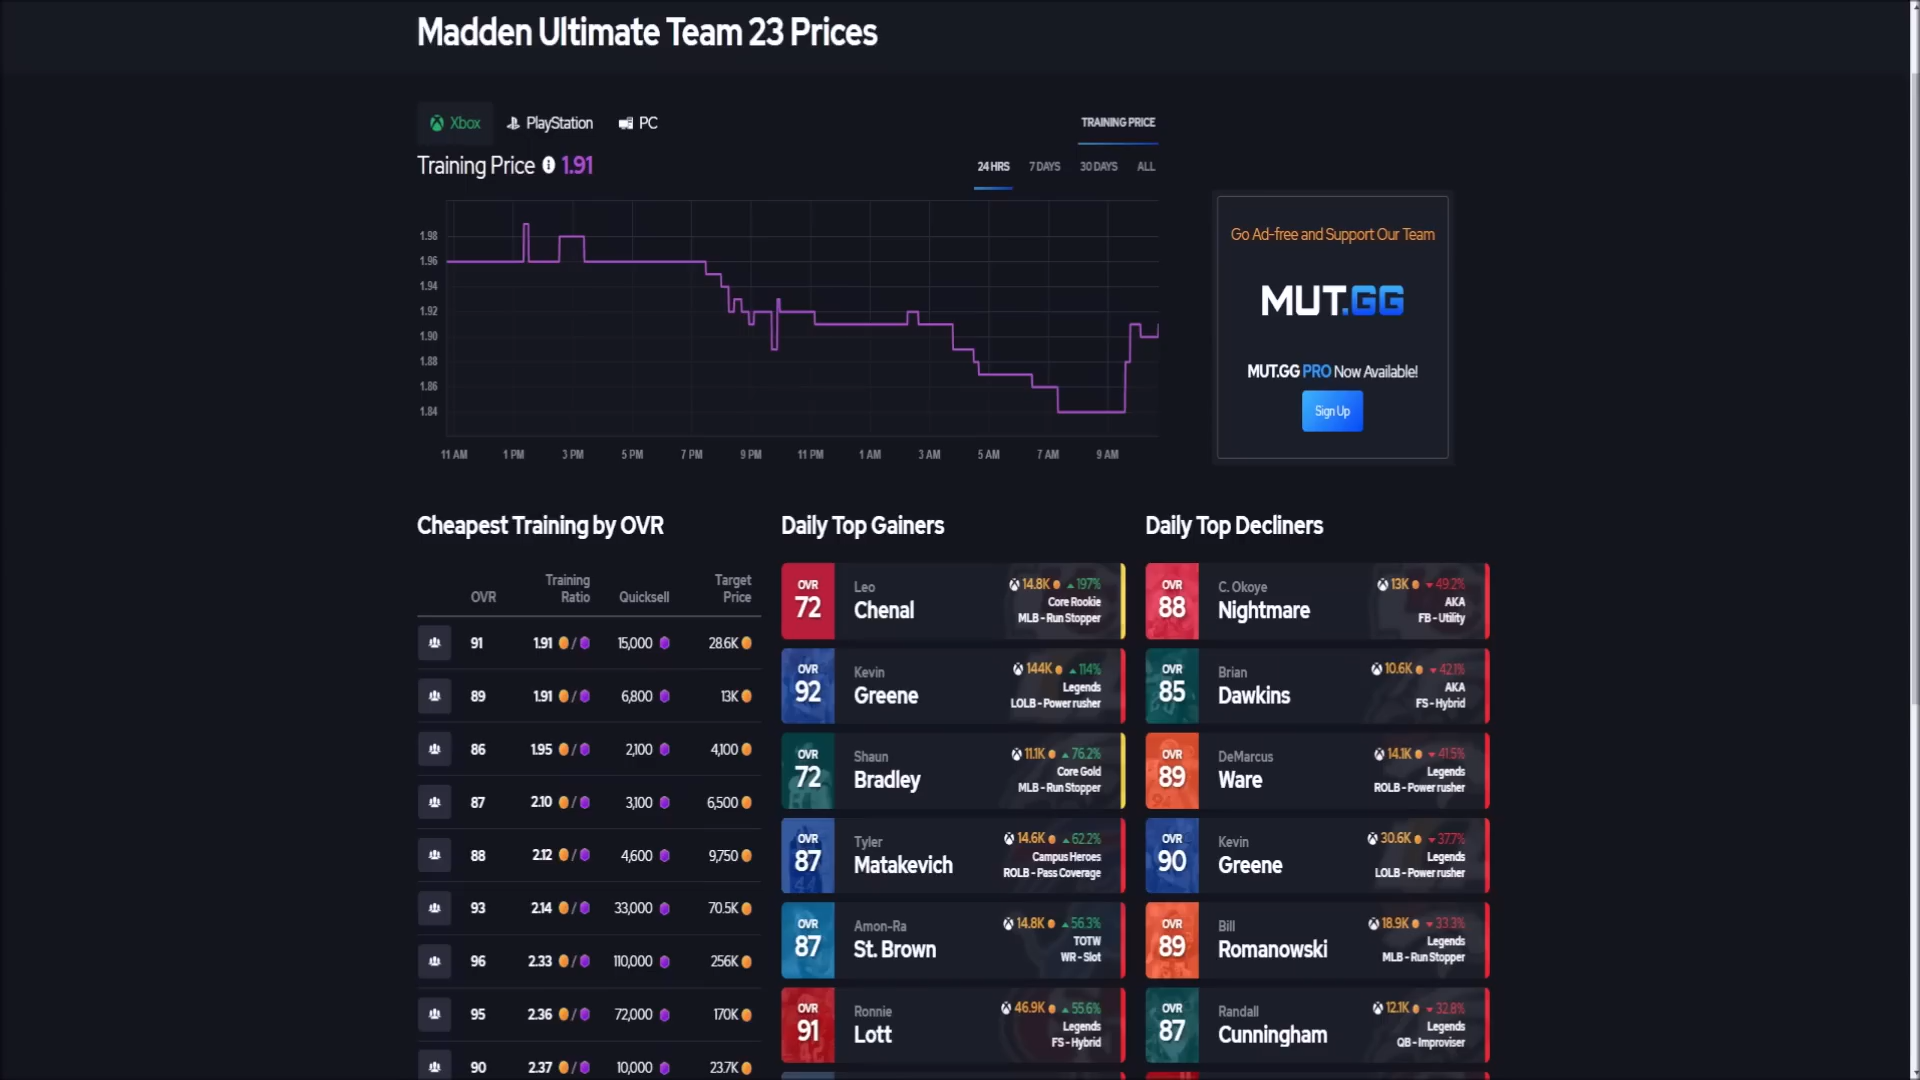 Madden Ultimate Team 23 Prices
Xbox PlayStation PC
TRAINING PRICE
Training Price 1.91
24 HRS 7 DAYS 30 DAYS ALL
1.98
1.96
1.94
1.92
1.90
1.88
1.86
1.84
11 AM 1 PM 3 PM 5 PM 7 PM 9 PM 11 PM 1 AM 3 AM 5 AM 7 AM 9 AM
Go Ad-free and Support Our Team
MUT.GG
MUT.GG PRO Now Available!
Sign Up
Cheapest Training by OVR
OVR Training Ratio Quicksell Target Price
91 1.91 / 15,000 28.6K
89 1.91 / 6,800 13K
86 1.95 / 2,100 4,100
87 2.10 / 3,100 6,500
88 2.12 / 4,600 9,750
93 2.14 / 33,000 70.5K
96 2.33 / 110,000 256K
95 2.36 / 72,000 170K
90 2.37 / 10,000 23.7K
Daily Top Gainers
OVR 72 Leo Chenal 14.8K 197%
Core Rookie
MLB - Run Stopper
OVR 92 Kevin Greene 144K 114%
Legends
LOLB - Power rusher
OVR 72 Shaun Bradley 11.1K 76.2%
Core Gold
MLB - Run Stopper
OVR 87 Tyler Matakevich 14.6K 62.2%
Campus Heroes
ROLB - Pass Coverage
OVR 87 Amon-Ra St. Brown 14.8K 56.3%
TOTW
WR - Slot
OVR 91 Ronnie Lott 46.9K 55.6%
Legends
FS - Hybrid
Daily Top Decliners
OVR 88 C. Okoye Nightmare 13K 49.2%
AKA
FB - Utility
OVR 85 Brian Dawkins 10.6K 42.1%
AKA
FS - Hybrid
OVR 89 DeMarcus Ware 14.1K 41.5%
Legends
ROLB - Power rusher
OVR 90 Kevin Greene 30.6K 37.7%
Legends
LOLB - Power rusher
OVR 89 Bill Romanowski 18.9K 33.3%
Legends
MLB - Run Stopper
OVR 87 Randall Cunningham 12.1K 32.8%
Legends
QB - Improviser